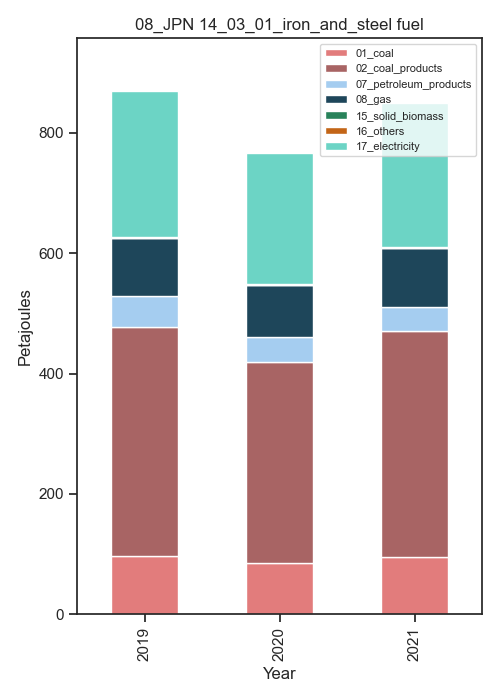 08_JPN 14_03_01_iron_and_steel fuel
01_coal
02_coal_products
07_petroleum_products
08_gas
15_solid_biomass
16_others
17_electricity
800
600
400
200
0
Petajoules
2019
2020
2021
Year